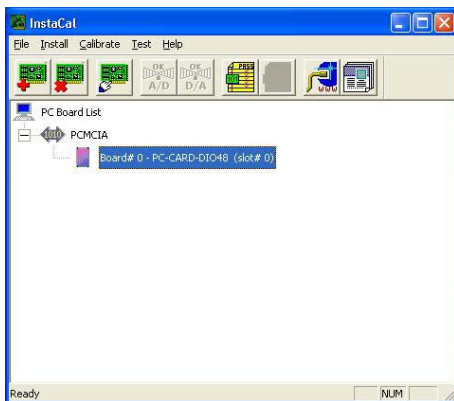 InstaCal
File Install Calibrate Test Help
OK A/D OK D/A PASS
PC Board List
1010 PCMCIA
Board# 0 - PC-CARD-DIO48 (slot# 0)
Ready NUM